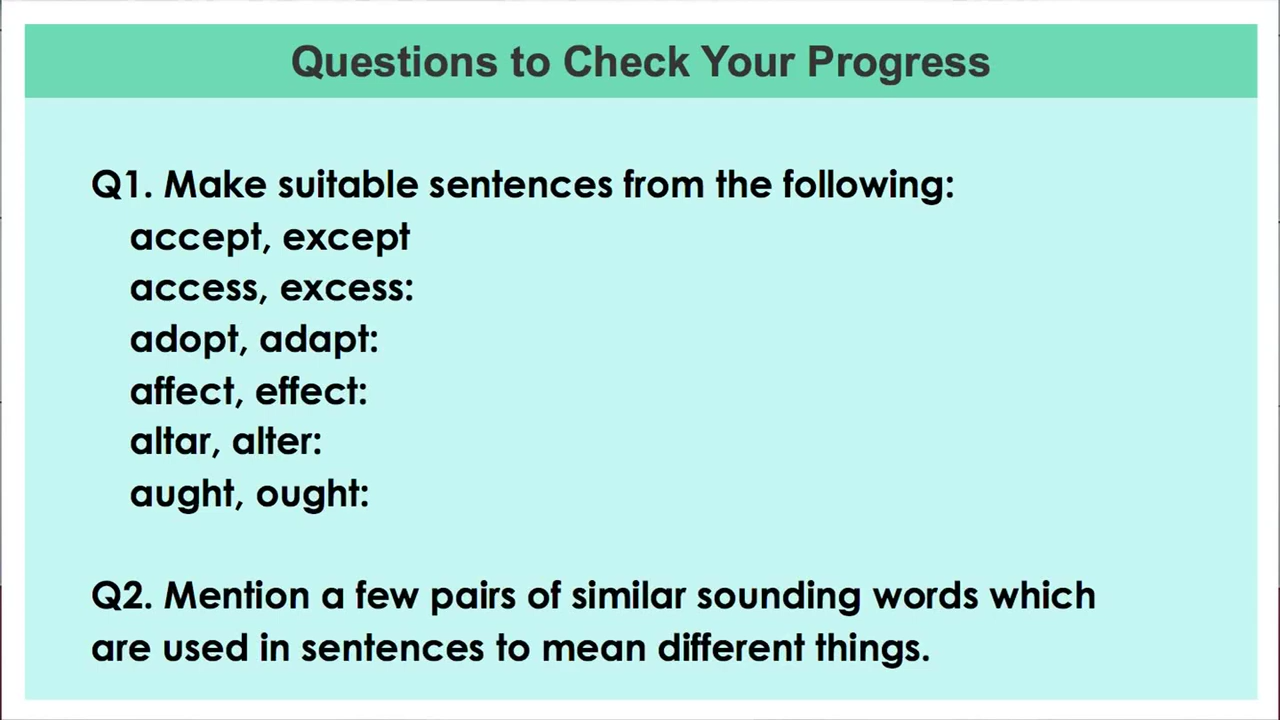 Questions to Check Your Progress
Q1. Make suitable sentences from the following:
accept, except
access, excess:
adopt, adapt:
affect, effect:
altar, alter:
aught, ought:
Q2. Mention a few pairs of similar sounding words which
are used in sentences to mean different things.